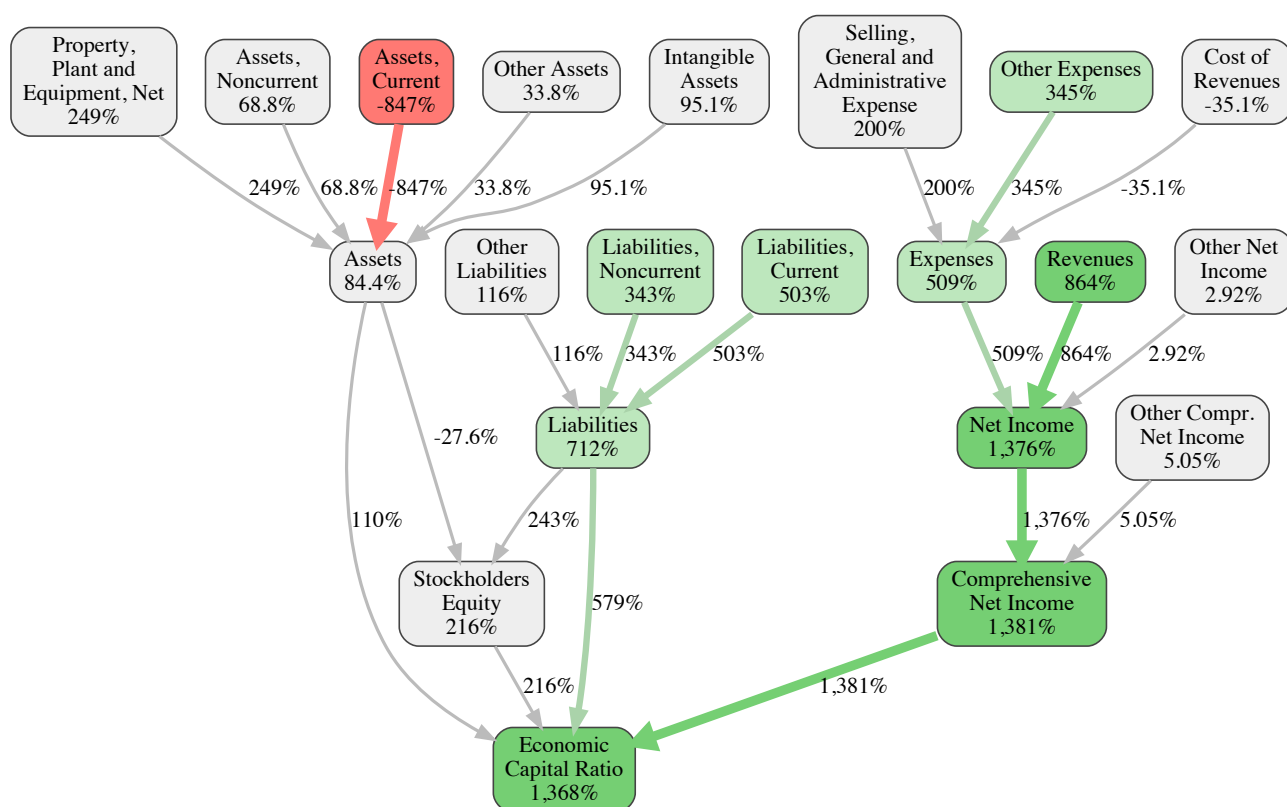 Property,
Plant and
Equipment, Net
249%
Assets,
Noncurrent
68.8%
Assets,
Current
-847%
Other Assets
33.8%
Intangible
Assets
95.1%
Selling,
General and
Administrative
Expense
200%
Other Expenses
345%
Cost of
Revenues
-35.1%
249%
68.8%
-847%
33.8%
95.1%
200%
345%
-35.1%
Assets
84.4%
Other
Liabilities
116%
Liabilities,
Noncurrent
343%
Liabilities,
Current
503%
Expenses
509%
Revenues
864%
Other Net
Income
2.92%
116%
343%
503%
509%
864%
2.92%
-27.6%
Liabilities
712%
Net Income
1,376%
Other Compr.
Net Income
5.05%
110%
243%
579%
1,376%
5.05%
Stockholders
Equity
216%
Comprehensive
Net Income
1,381%
216%
1,381%
Economic
Capital Ratio
1,368%